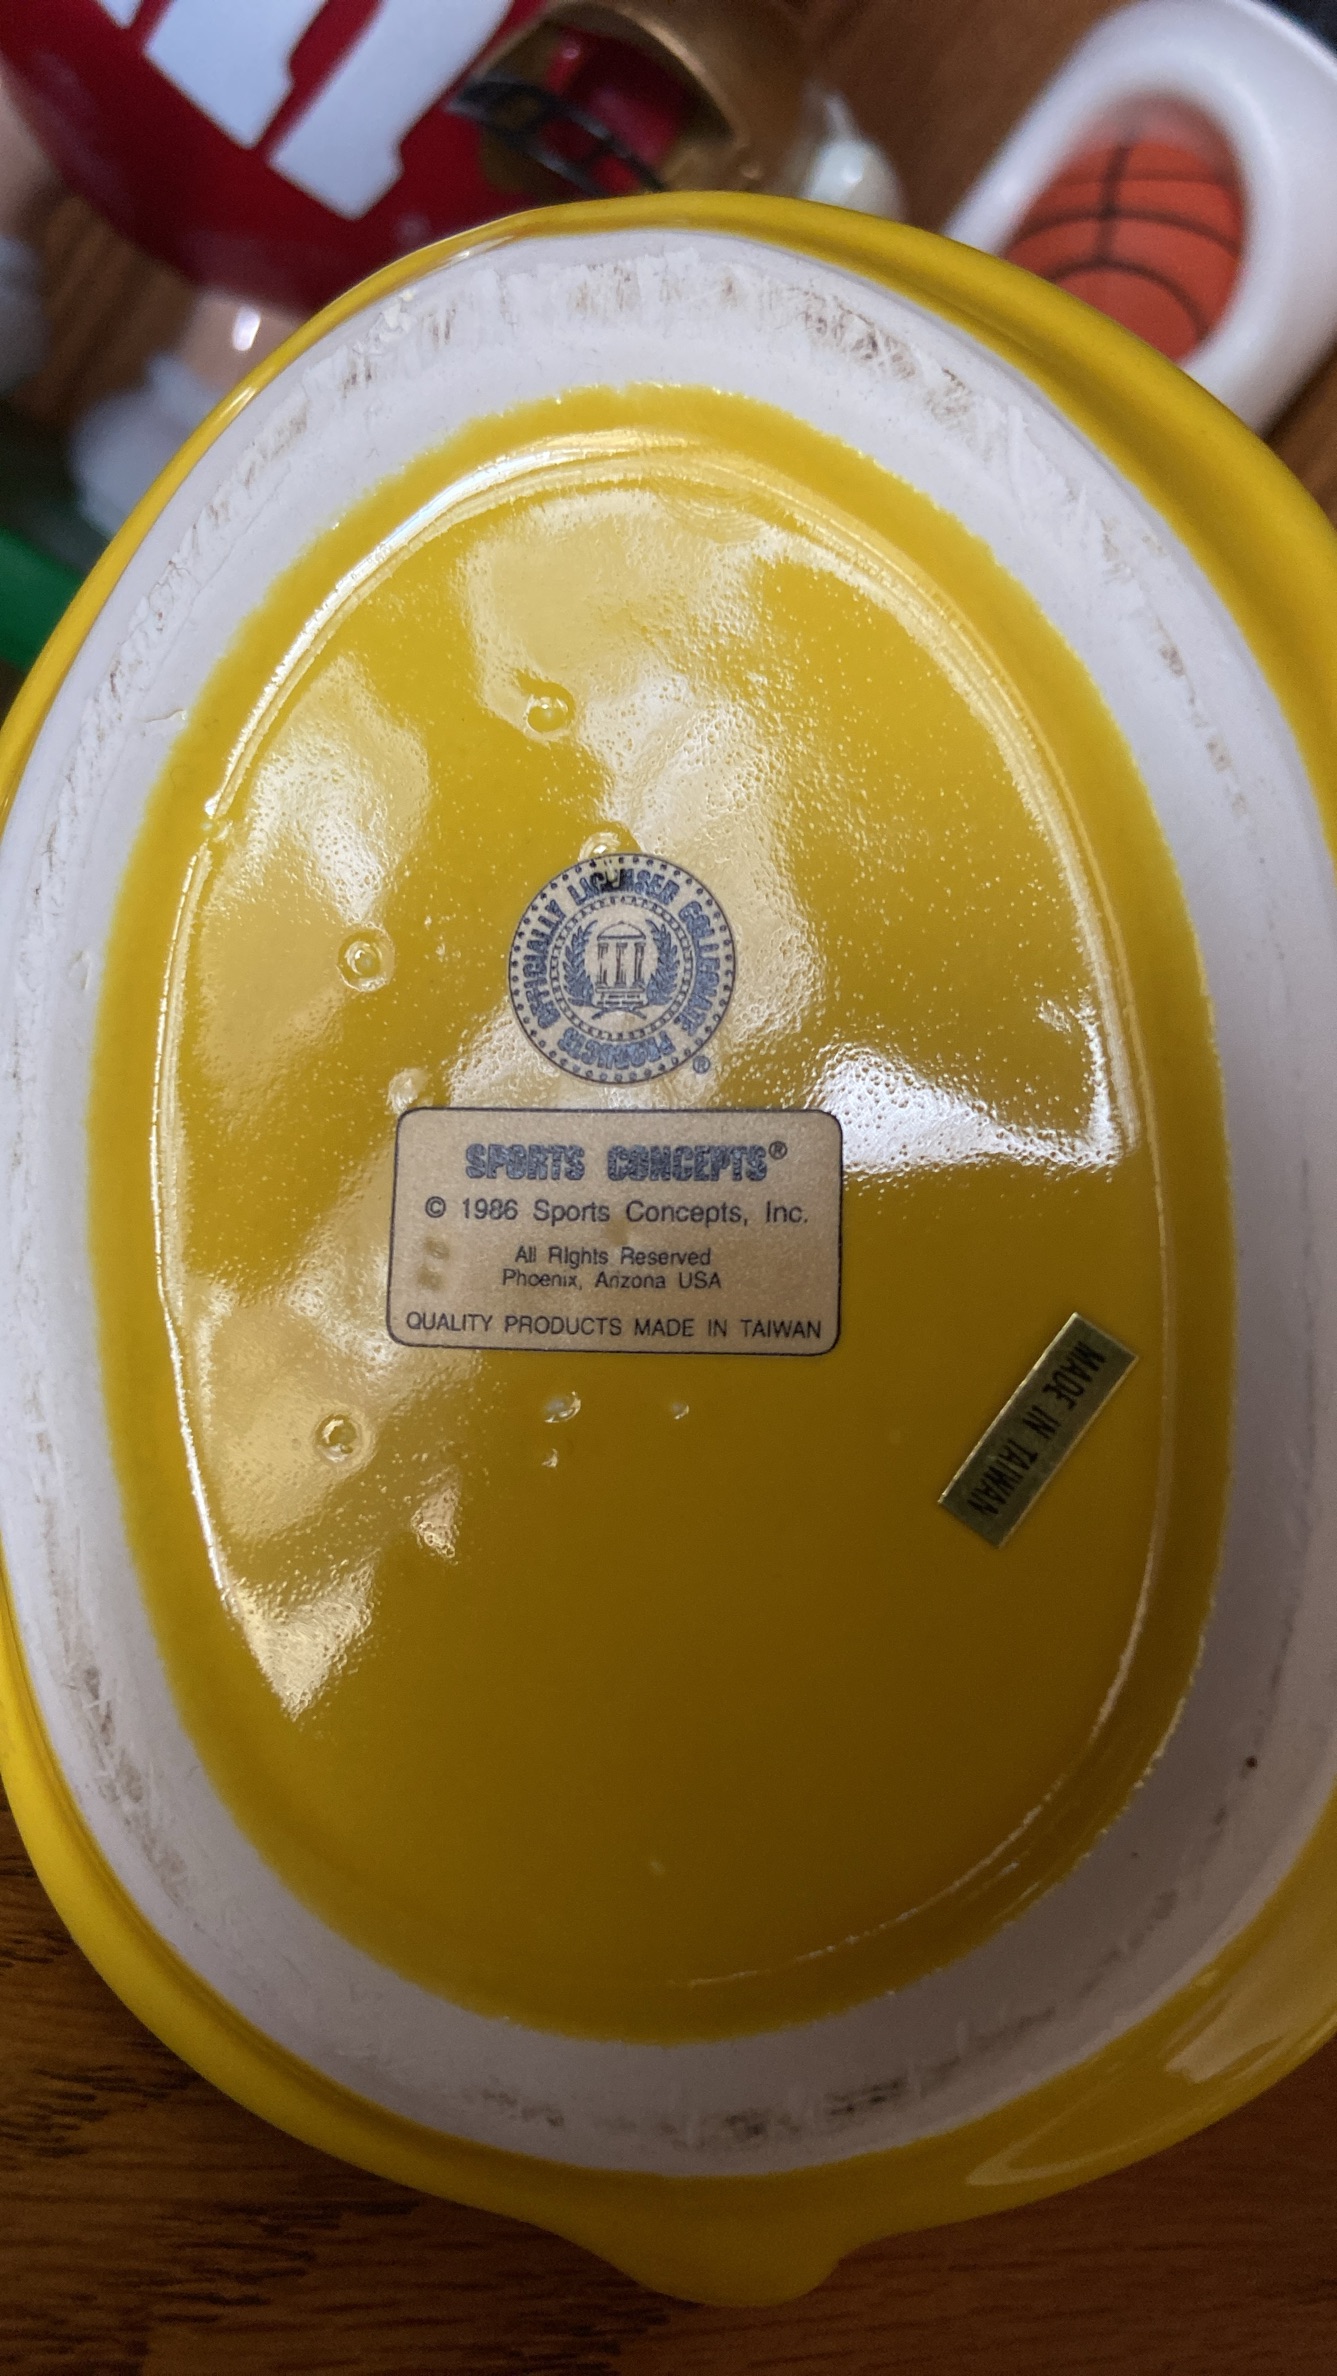 OFFICIALLY LICENSED COLLEGIATE PRODUCTS
®
SPORTS CONCEPTS®
© 1986 Sports Concepts, Inc.
All Rights Reserved
Phoenix, Arizona USA
QUALITY PRODUCTS MADE IN TAIWAN
MADE IN TAIWAN